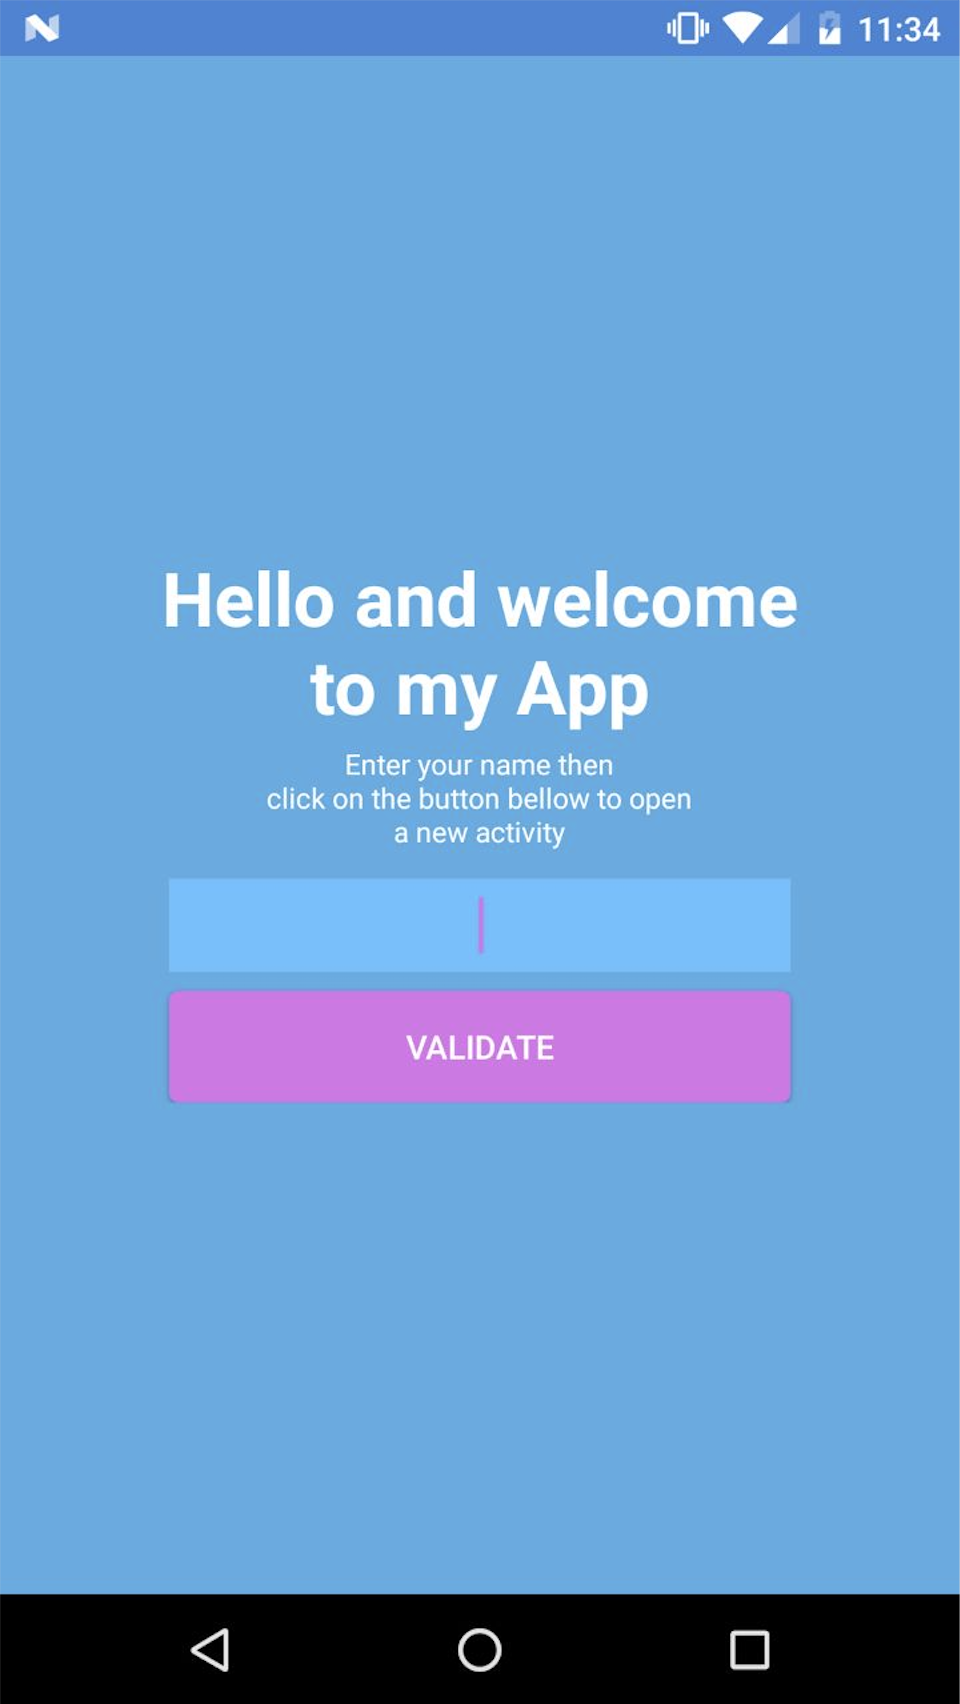 11:34
Hello and welcome
to my App
Enter your name then
click on the button bellow to open
a new activity
VALIDATE